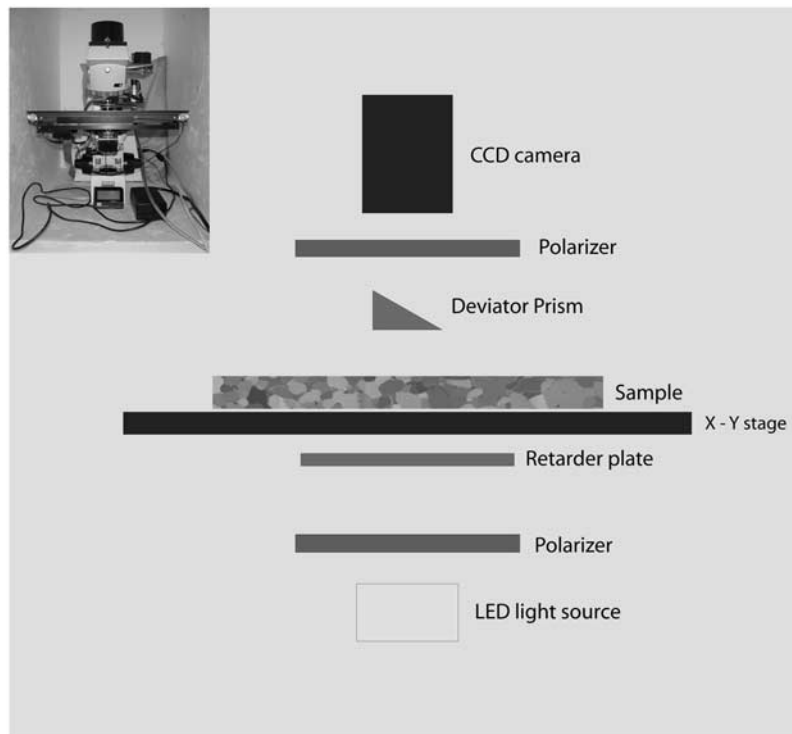 CCD camera
Polarizer
Deviator Prism
Sample
X - Y stage
Retarder plate
Polarizer
LED light source